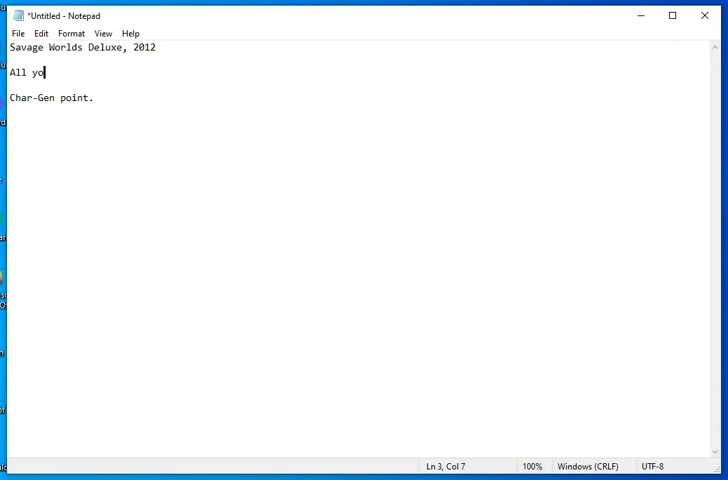 *Untitled - Notepad
File Edit Format View Help
Savage Worlds Deluxe, 2012
All yo
Char-Gen point.
Ln 3, Col 7 100% Windows (CRLF) UTF-8